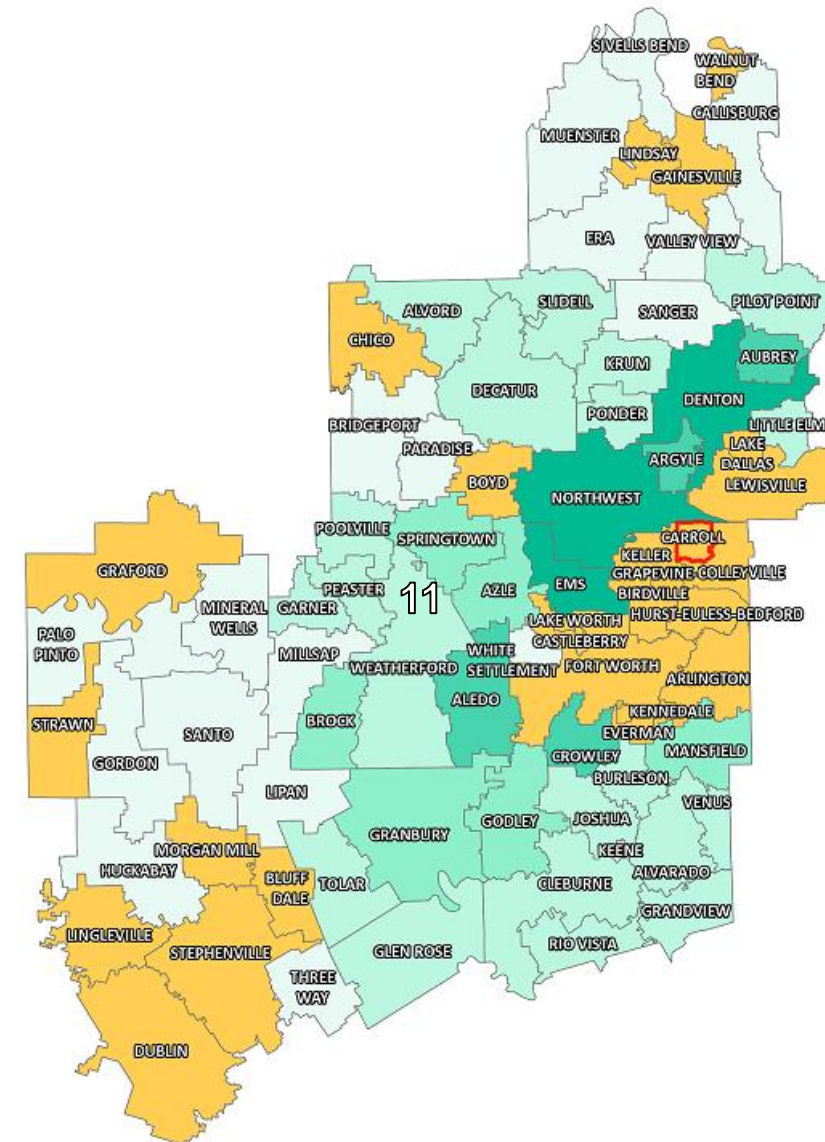 SIVELLS BEND
WALNUT
BEND
CALLISBURG
MUENSTER
LINDSAY
GAINESVILLE
ERA
VALLEY VIEW
ALVORD
SLIDELL
SANGER
PILOT POINT
CHICO
AUBREY
KRUM
DECATUR
DENTON
PONDER
BRIDGEPORT
LITTLE ELM
PARADISE
ARGYLE
LAKE
DALLAS
BOYD
LEWISVILLE
NORTHWEST
POOLVILLE
SPRINGTOWN
CARROLL
KELLER
GRAFORD
GRAPEVINE-COLLEYVILLE
EMS
PEASTER
AZLE
BIRDVILLE
GARNER
11
MINERAL
WELLS
HURST-EULESS-BEDFORD
LAKE WORTH
PALO
PINTO
CASTLEBERRY
MILLSAP
WHITE
SETTLEMENT
WEATHERFORD
FORT WORTH
ARLINGTON
ALEDO
KENNEDALE
BROCK
STRAWN
SANTO
EVERMAN
MANSFIELD
CROWLEY
GORDON
BURLESON
LIPAN
VENUS
JOSHUA
GRANBURY
GODLEY
KEENE
MORGAN MILL
HUCKABAY
ALVARADO
BLUFF
DALE
TOLAR
CLEBURNE
GRANDVIEW
LINGLEVILLE
RIO VISTA
STEPHENVILLE
GLEN ROSE
THREE
WAY
DUBLIN